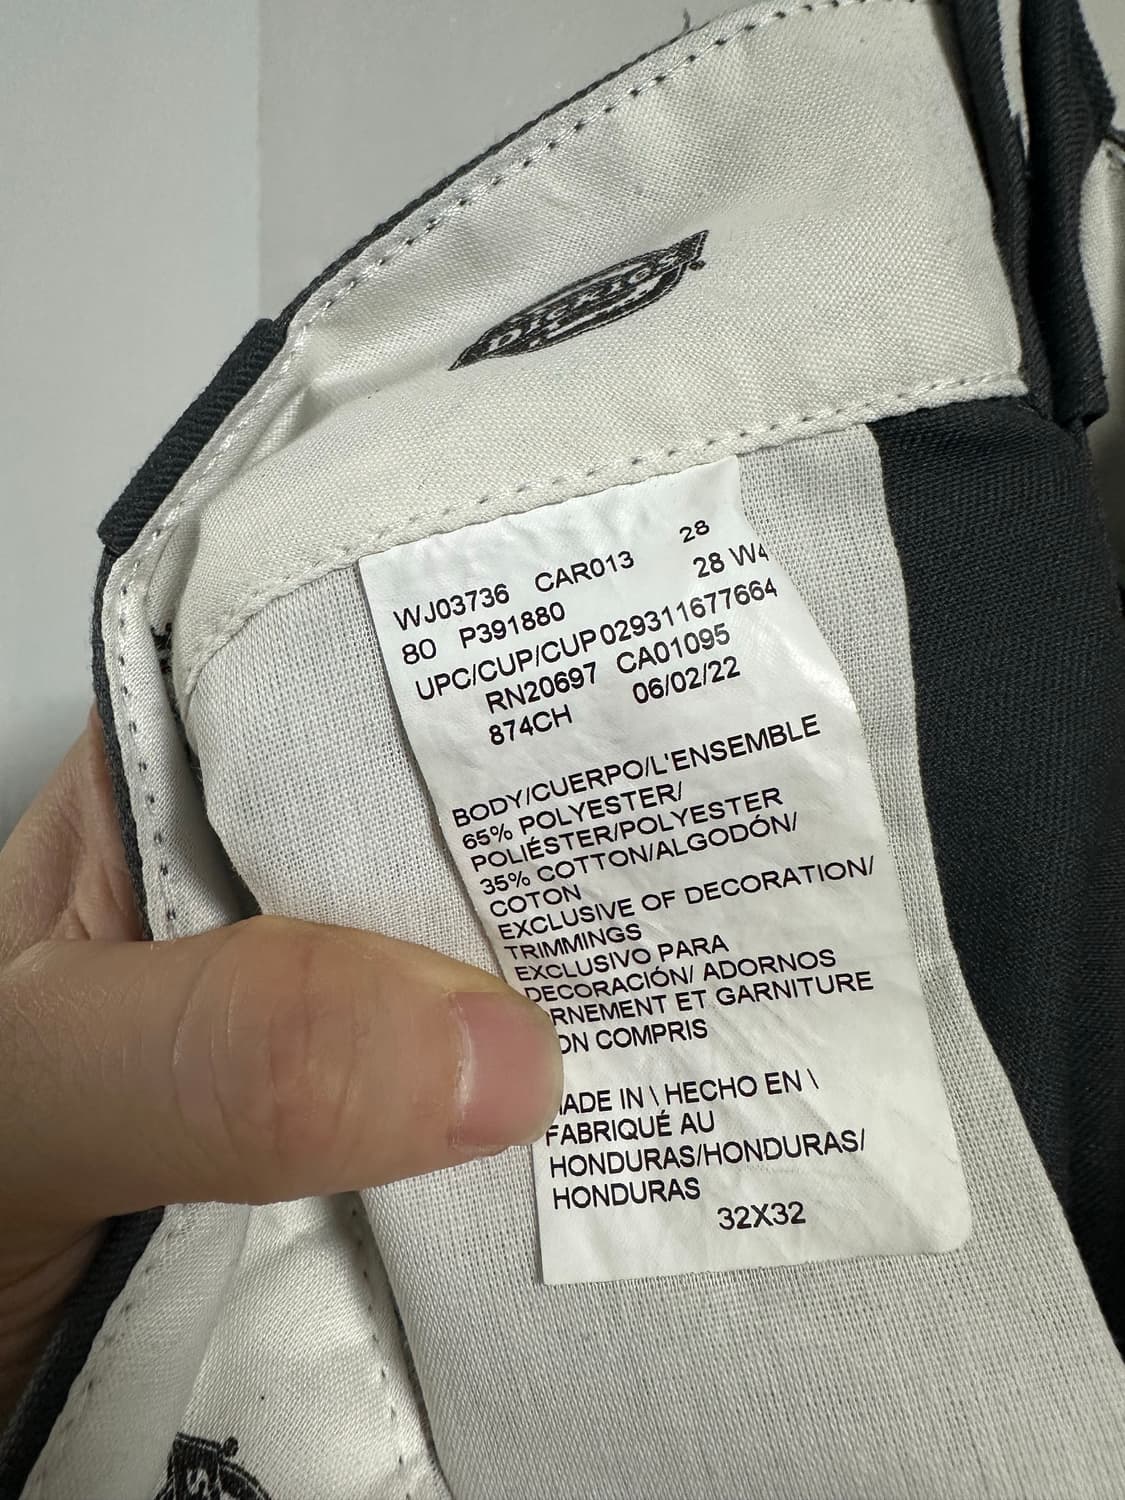 DICKIES
WJ03736 CAR013 28
80 P391880 28 W4
UPC/CUP/CUP029311677664
RN20697 CA01095
874CH 06/02/22
BODY/CUERPO/L'ENSEMBLE
65% POLYESTER/
POLIÉSTER/POLYESTER
35% COTTON/ALGODÓN/
COTON
EXCLUSIVE OF DECORATION/
TRIMMINGS
EXCLUSIVO PARA
DECORACIÓN/ ADORNOS
RNEMENT ET GARNITURE
ON COMPRIS
ADE IN \ HECHO EN \
FABRIQUÉ AU
HONDURAS/HONDURAS/
HONDURAS
32X32